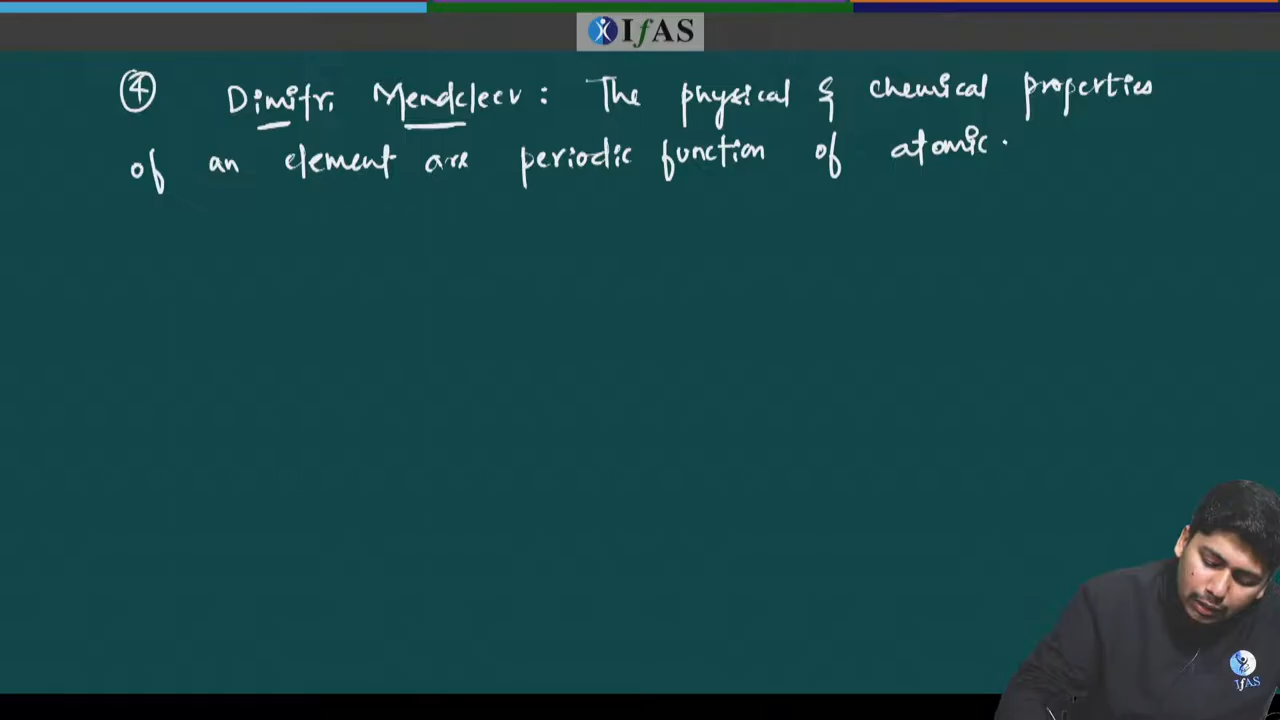 IfAS
④ Dimitri Mendeleev : The physical & chemical properties
of an element are periodic function of atomic.
IfAS